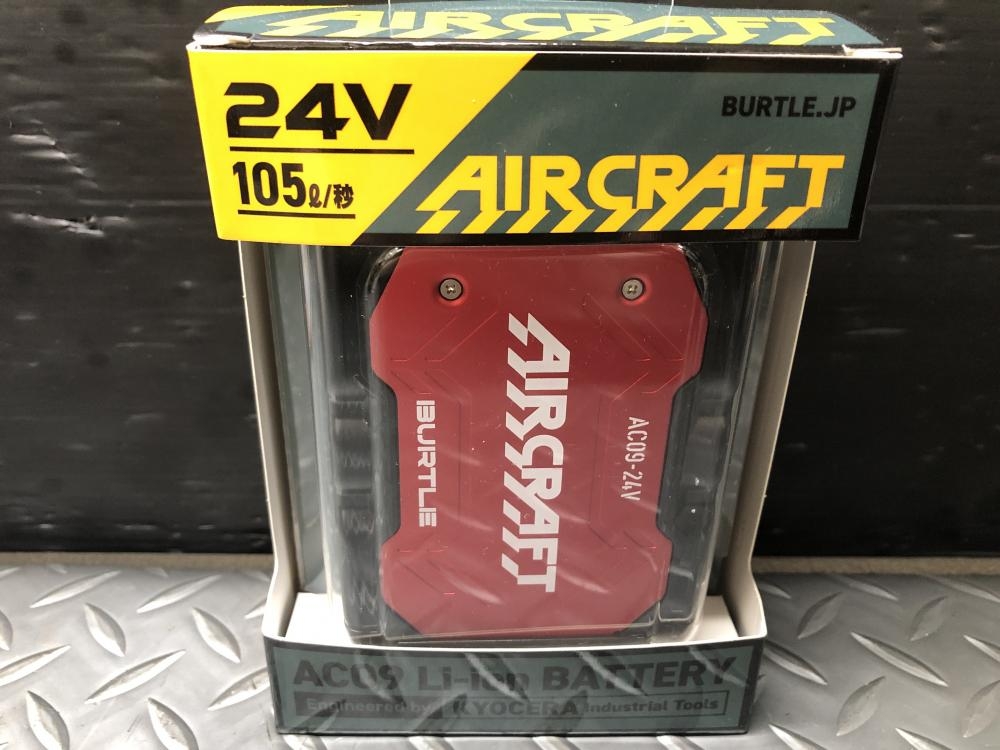 AIRCRAFT
24V
105ℓ/秒
BURTLE.JP
AIRCRAFT
AIRCRAFT
BURTLE
AC09-24V
AC09 Li-ion BATTERY
Engineered by KYOCERA Industrial Tools